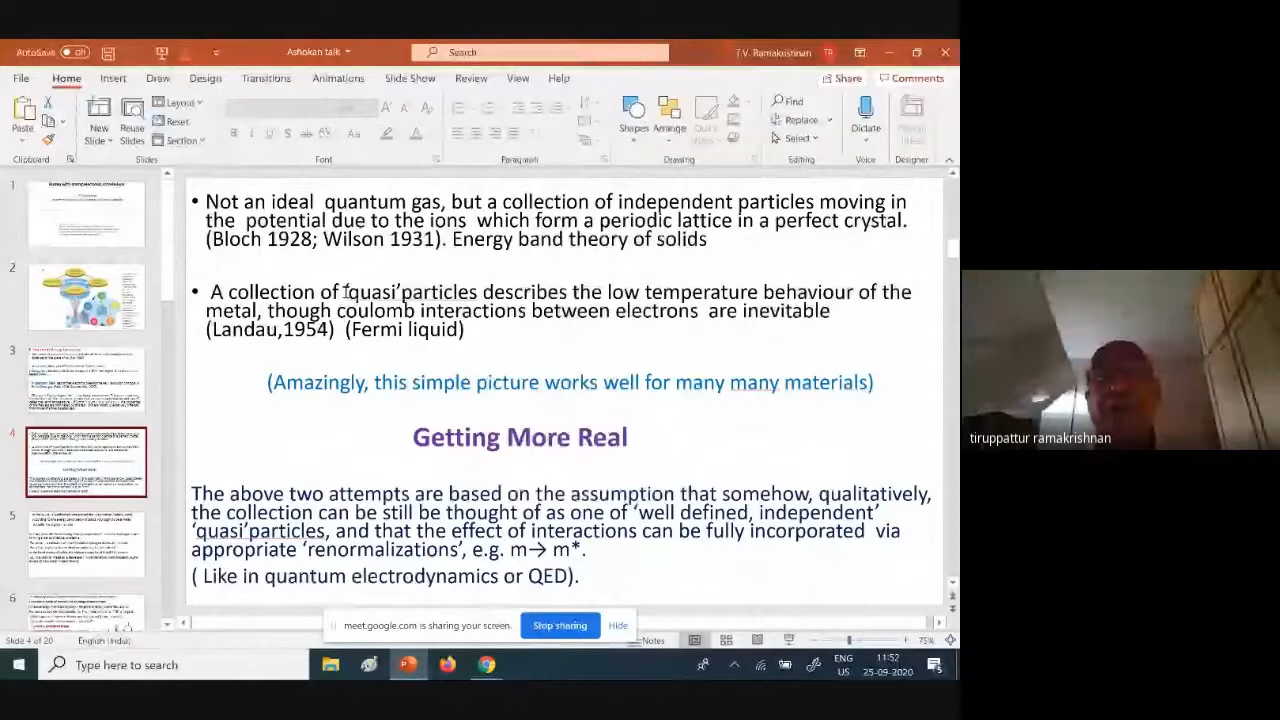 AutoSave Off
Ashokan talk
Search
T.V. Ramakrishnan TR
File Home Insert Draw Design Transitions Animations Slide Show Review View Help Share Comments
Paste
New Slide
Reuse Slides
Layout
Reset
Section
Shapes
Arrange
Find
Replace
Select
Dictate
Clipboard Slides Font Paragraph Drawing Editing Voice Designer
1
2
3
4
5
6
• Not an ideal quantum gas, but a collection of independent particles moving in
the potential due to the ions which form a periodic lattice in a perfect crystal.
(Bloch 1928; Wilson 1931). Energy band theory of solids
• A collection of ‘quasi’particles describes the low temperature behaviour of the
metal, though coulomb interactions between electrons are inevitable
(Landau,1954) (Fermi liquid)
(Amazingly, this simple picture works well for many many materials)
Getting More Real
The above two attempts are based on the assumption that somehow, qualitatively,
the collection can be still be thought of as one of ‘well defined, independent’
‘quasi’particles, and that the effect of interactions can be fully incorporated via
appropriate ‘renormalizations’, e.g. m→ m*.
( Like in quantum electrodynamics or QED).
meet.google.com is sharing your screen. Stop sharing Hide
Slide 4 of 20 English (India) Notes 75%
Type here to search
ENG
US
11:52
25-09-2020
tiruppattur ramakrishnan